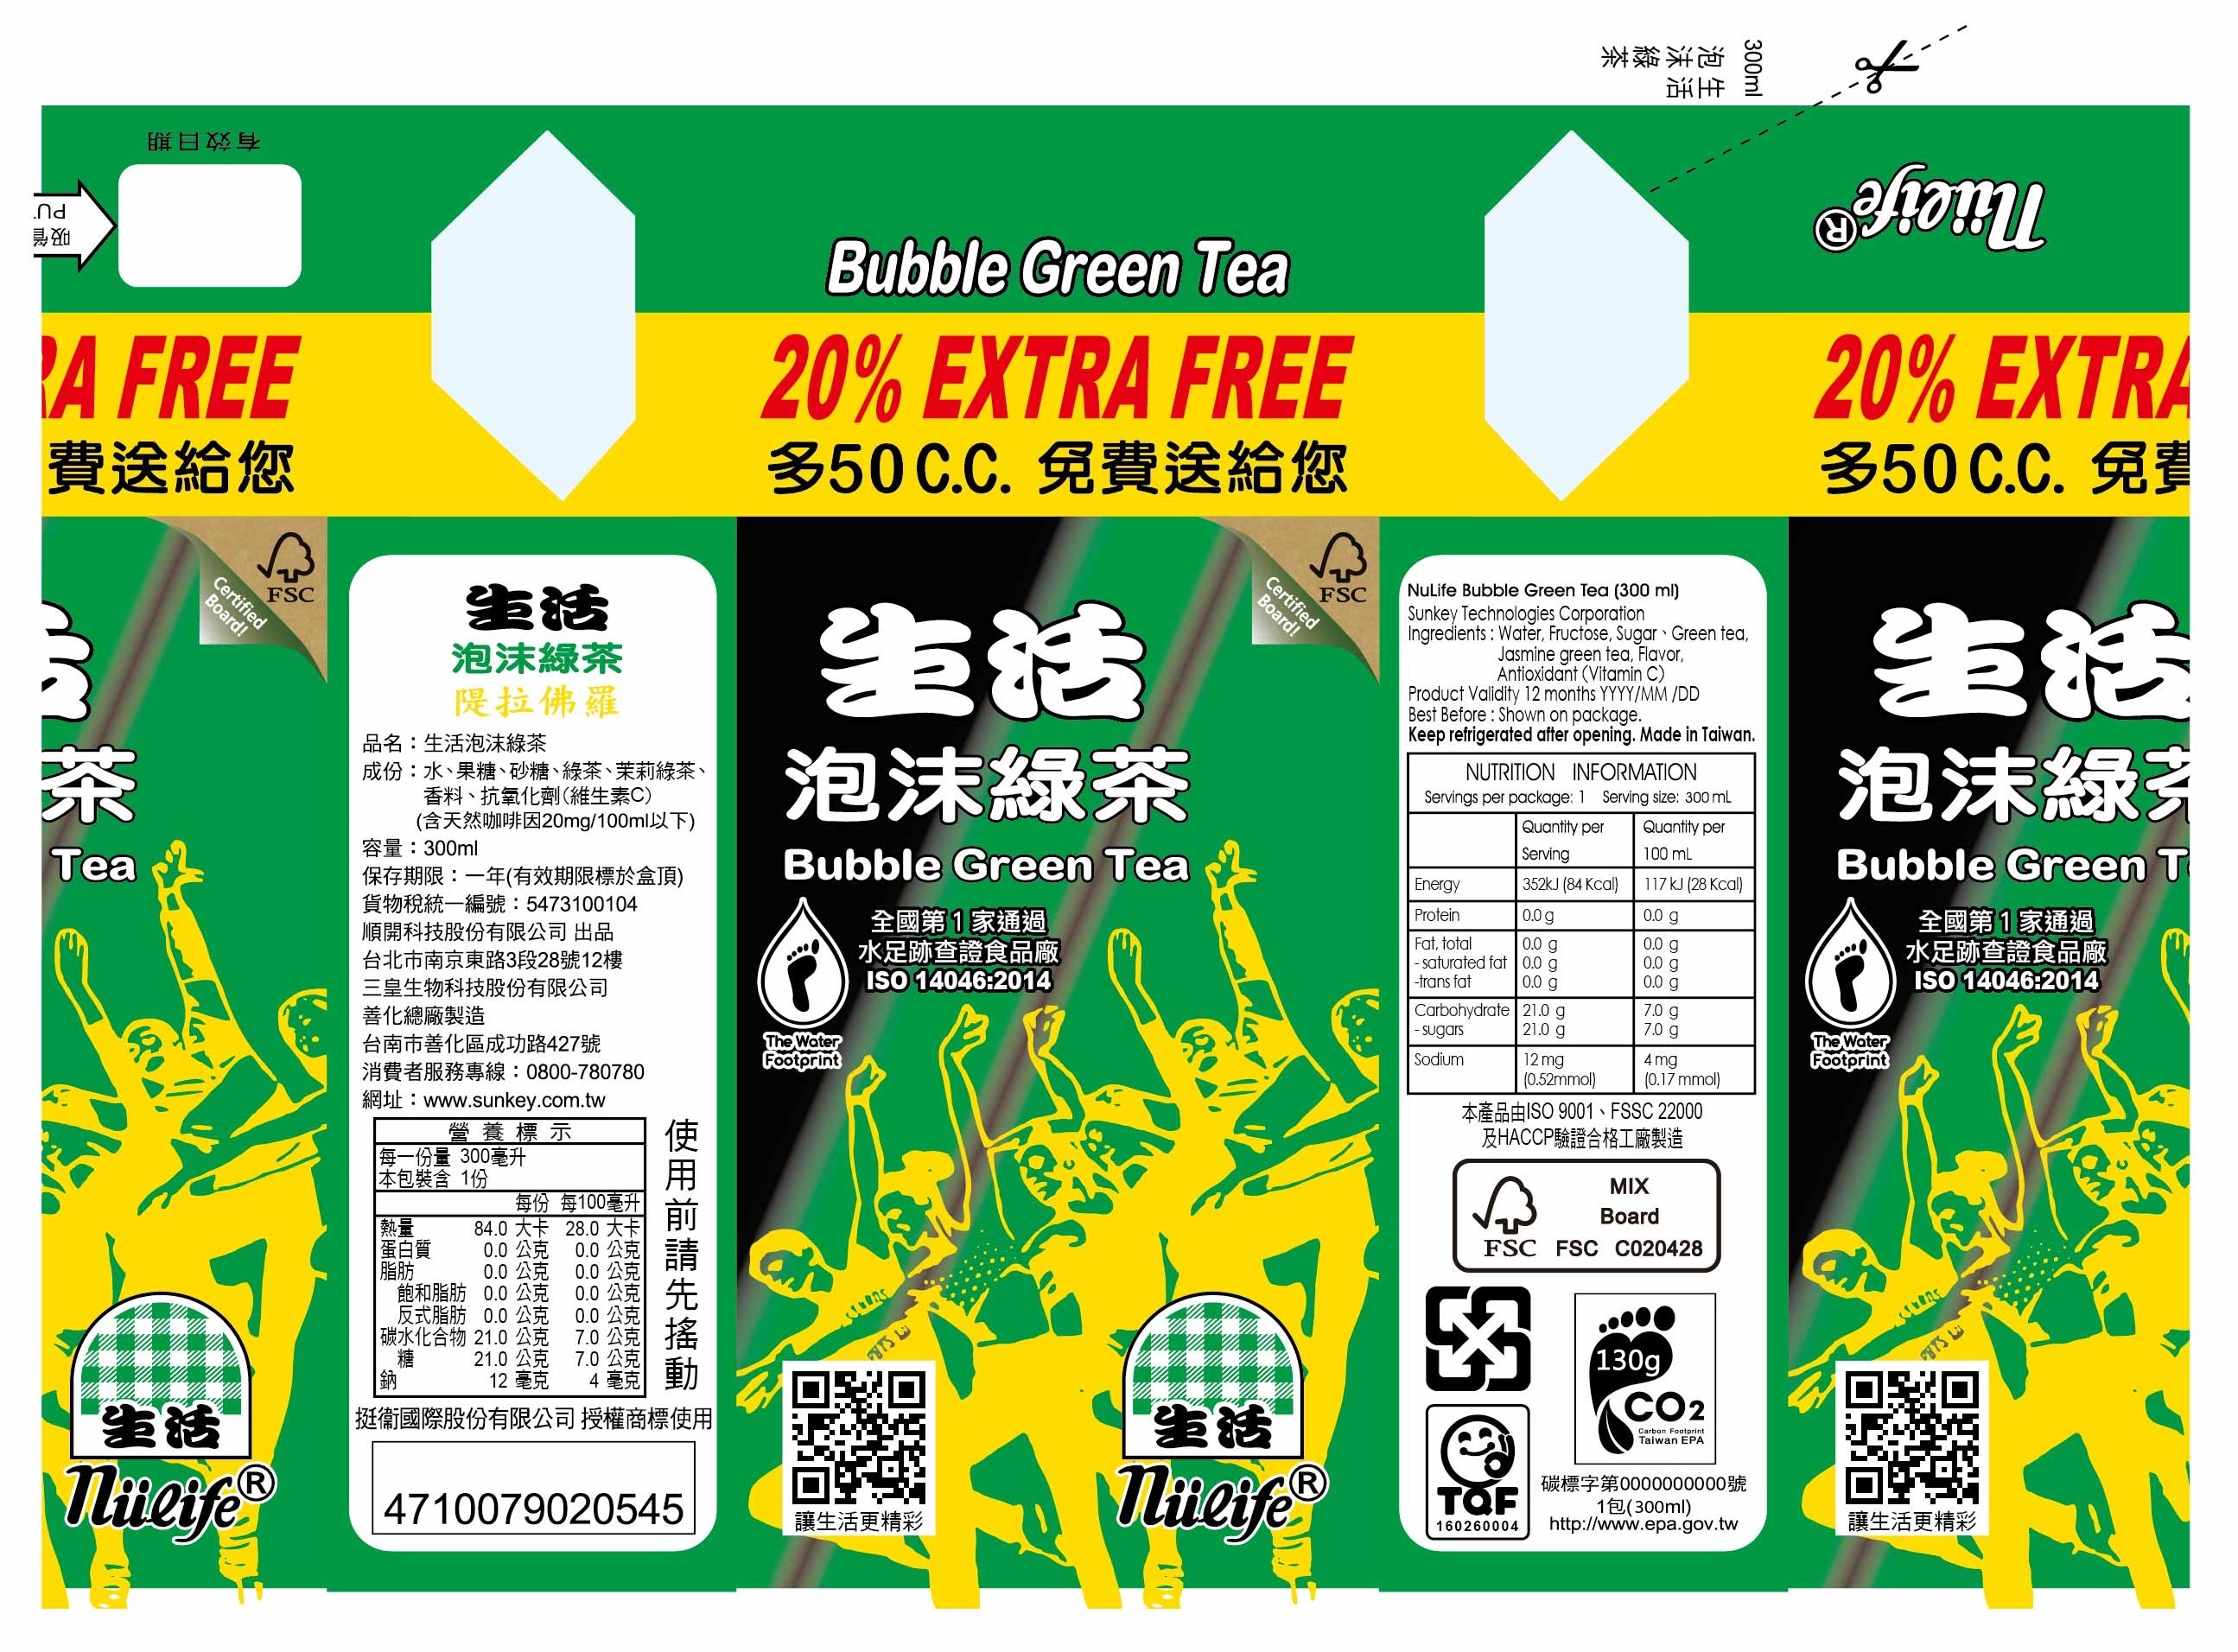 300ml
生活
泡沫綠茶
有效日期
吸管
PU
Nülife®
Bubble Green Tea
RA FREE
20% EXTRA FREE
20% EXTRA
費送給您
多50C.C. 免費送給您
多50C.C. 免費
FSC
Certified
Board!
茶
Tea
生活
Nülife®
生活
泡沫綠茶
隄拉佛羅
品名：生活泡沫綠茶
成份：水、果糖、砂糖、綠茶、茉莉綠茶、
香料、抗氧化劑(維生素C)
(含天然咖啡因20mg/100ml以下)
容量：300ml
保存期限：一年(有效期限標於盒頂)
貨物稅統一編號：5473100104
順開科技股份有限公司 出品
台北市南京東路3段28號12樓
三皇生物科技股份有限公司
善化總廠製造
台南市善化區成功路427號
消費者服務專線：0800-780780
網址：www.sunkey.com.tw
營養標示
每一份量 300毫升
本包裝含 1份
每份 每100毫升
熱量 84.0 大卡 28.0 大卡
蛋白質 0.0 公克 0.0 公克
脂肪 0.0 公克 0.0 公克
飽和脂肪 0.0 公克 0.0 公克
反式脂肪 0.0 公克 0.0 公克
碳水化合物 21.0 公克 7.0 公克
糖 21.0 公克 7.0 公克
鈉 12 毫克 4 毫克
使用前請先搖動
挺衞國際股份有限公司 授權商標使用
4710079020545
FSC
Certified
Board!
生活
泡沫綠茶
Bubble Green Tea
全國第1家通過
水足跡查證食品廠
ISO 14046:2014
The Water
Footprint
讓生活更精彩
生活
Nülife®
NuLife Bubble Green Tea (300 ml)
Sunkey Technologies Corporation
Ingredients : Water, Fructose, Sugar、Green tea,
Jasmine green tea, Flavor,
Antioxidant (Vitamin C)
Product Validity 12 months YYYY/MM /DD
Best Before : Shown on package.
Keep refrigerated after opening. Made in Taiwan.
NUTRITION INFORMATION
Servings per package: 1 Serving size: 300 mL
Quantity per Serving Quantity per 100 mL
Energy 352kJ (84 Kcal) 117 kJ (28 Kcal)
Protein 0.0 g 0.0 g
Fat, total 0.0 g 0.0 g
- saturated fat 0.0 g 0.0 g
-trans fat 0.0 g 0.0 g
Carbohydrate 21.0 g 7.0 g
- sugars 21.0 g 7.0 g
Sodium 12 mg 4 mg
(0.52mmol) (0.17 mmol)
本產品由ISO 9001、FSSC 22000
及HACCP驗證合格工廠製造
MIX
Board
FSC FSC C020428
130g
CO2
Carbon Footprint
Taiwan EPA
TQF
160260004
碳標字第0000000000號
1包(300ml)
http://www.epa.gov.tw
生活
泡沫綠茶
Bubble Green T
全國第1家通過
水足跡查證食品廠
ISO 14046:2014
The Water
Footprint
讓生活更精彩